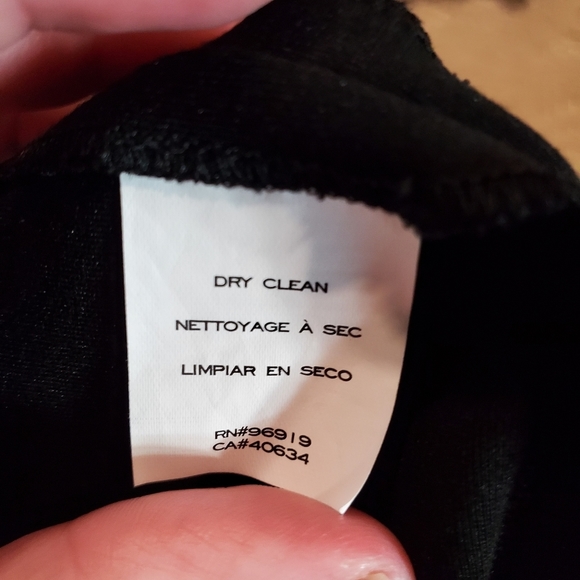 DRY CLEAN
NETTOYAGE À SEC
LIMPIAR EN SECO
RN#96919
CA#40634